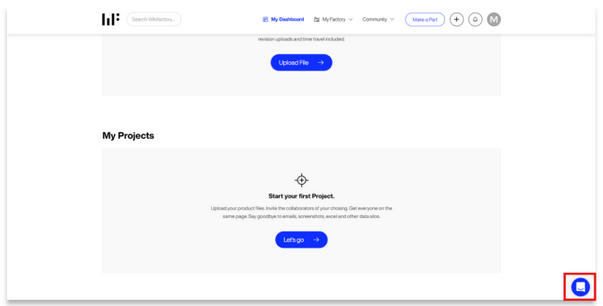 Search Wikifactory...
My Dashboard
My Factory
Community
Make a Part
M
revision uploads and time travel included.
Upload File
My Projects
Start your first Project.
Upload your product files. Invite the collaborators of your chosing. Get everyone on the
same page. Say goodbye to emails, screenshots, excel and other data silos.
Let's go